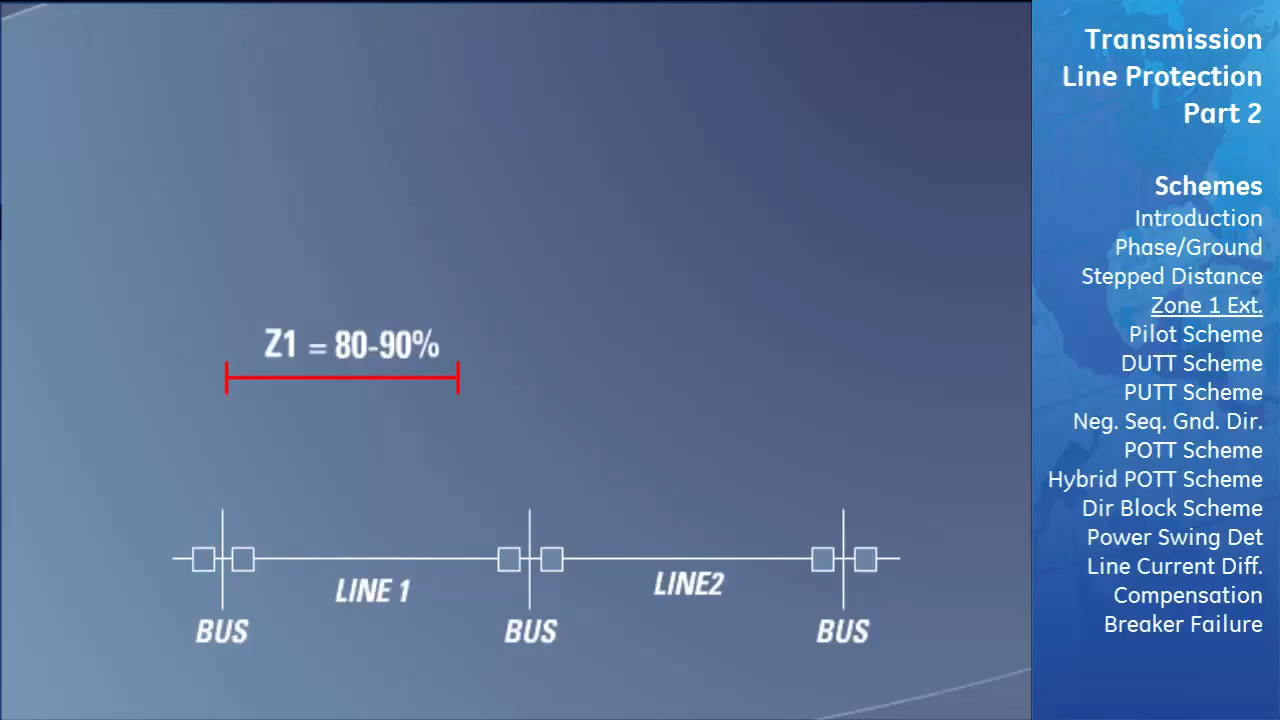 Z1 = 80-90%
LINE 1
LINE2
BUS
BUS
BUS
Transmission
Line Protection
Part 2
Schemes
Introduction
Phase/Ground
Stepped Distance
Zone 1 Ext.
Pilot Scheme
DUTT Scheme
PUTT Scheme
Neg. Seq. Gnd. Dir.
POTT Scheme
Hybrid POTT Scheme
Dir Block Scheme
Power Swing Det
Line Current Diff.
Compensation
Breaker Failure